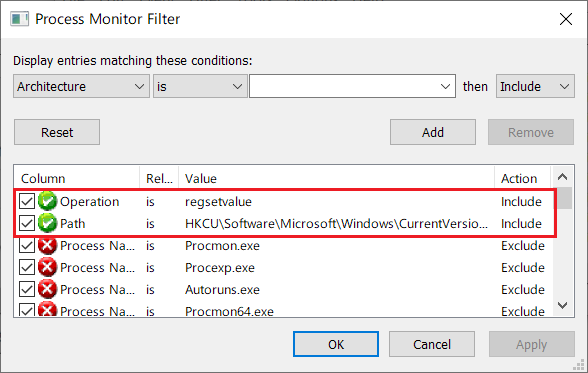 Process Monitor Filter
Display entries matching these conditions:
Architecture is then Include
Reset Add Remove
Column Rel... Value Action
Operation is regsetvalue Include
Path is HKCU\Software\Microsoft\Windows\CurrentVersio... Include
Process Na... is Procmon.exe Exclude
Process Na... is Procexp.exe Exclude
Process Na... is Autoruns.exe Exclude
Process Na... is Procmon64.exe Exclude
OK Cancel Apply